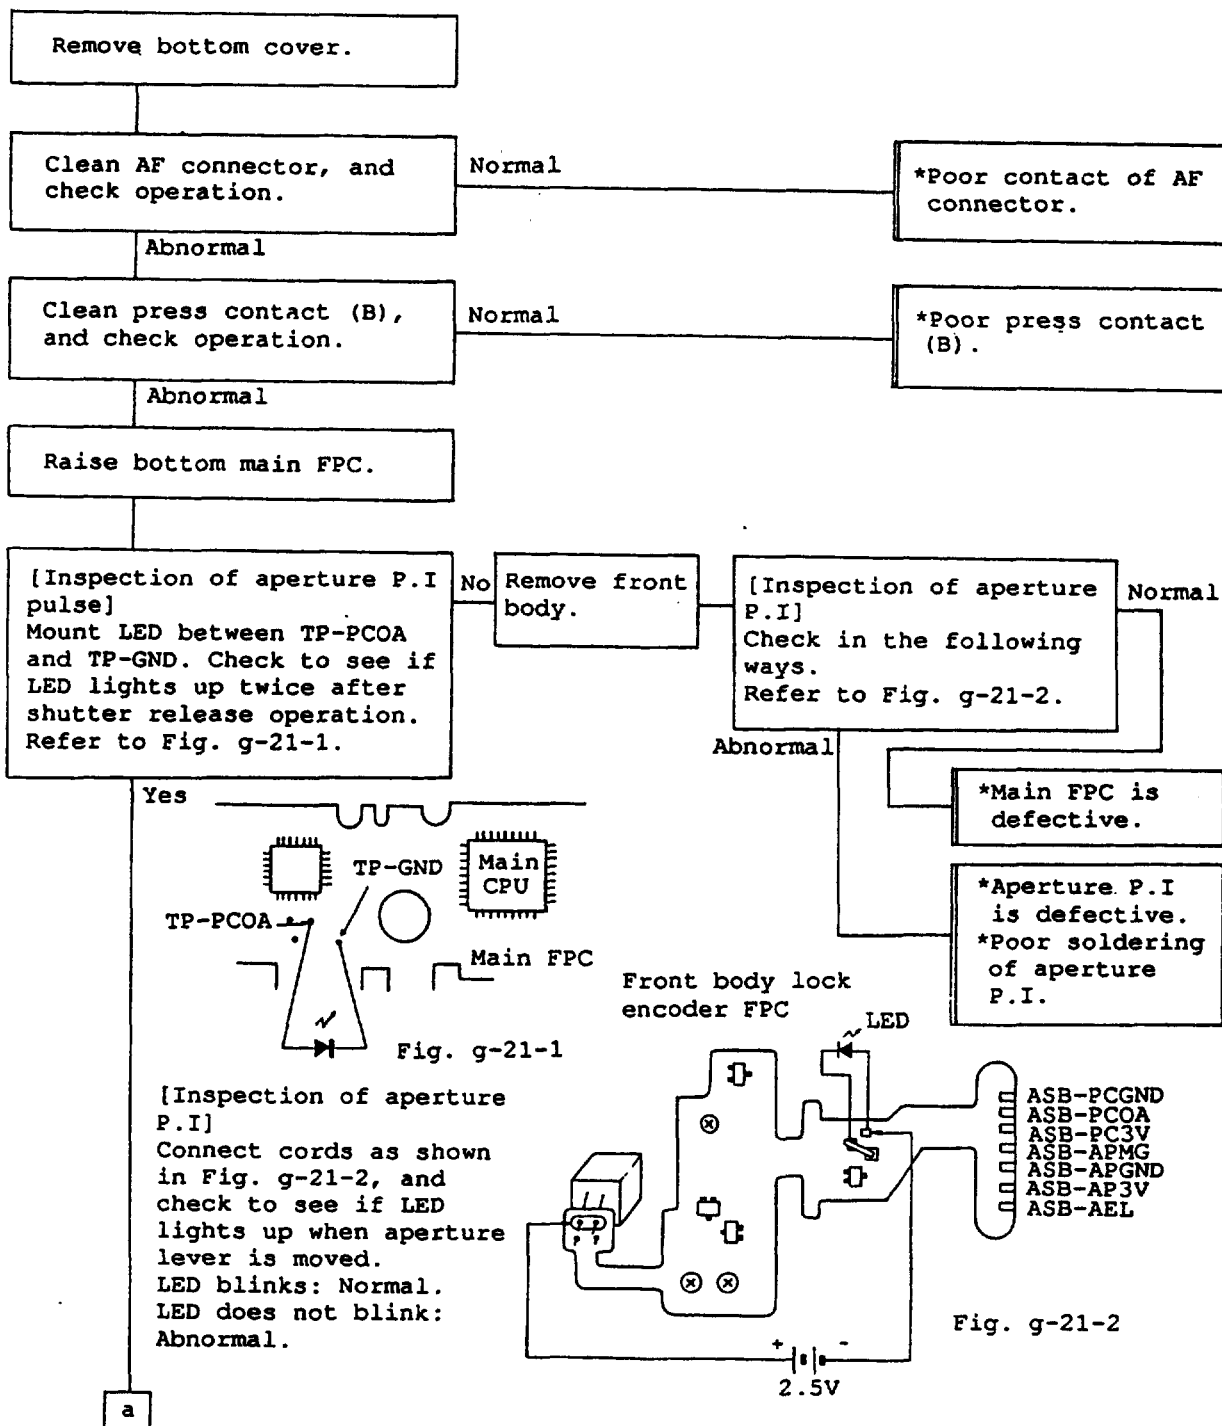 Remove bottom cover.
Clean AF connector, and
check operation.
Normal
*Poor contact of AF
connector.
Abnormal
Clean press contact (B),
and check operation.
Normal
*Poor press contact
(B).
Abnormal
Raise bottom main FPC.
[Inspection of aperture P.I
pulse]
Mount LED between TP-PCOA
and TP-GND. Check to see if
LED lights up twice after
shutter release operation.
Refer to Fig. g-21-1.
No
Remove front
body.
[Inspection of aperture
P.I]
Check in the following
ways.
Refer to Fig. g-21-2.
Normal
Abnormal
*Main FPC is
defective.
*Aperture P.I
is defective.
*Poor soldering
of aperture
P.I.
Yes
TP-GND
Main
CPU
TP-PCOA
Main FPC
Fig. g-21-1
Front body lock
encoder FPC
LED
ASB-PCGND
ASB-PCOA
ASB-PC3V
ASB-APMG
ASB-APGND
ASB-AP3V
ASB-AEL
[Inspection of aperture
P.I]
Connect cords as shown
in Fig. g-21-2, and
check to see if LED
lights up when aperture
lever is moved.
LED blinks: Normal.
LED does not blink:
Abnormal.
+ -
2.5V
Fig. g-21-2
a